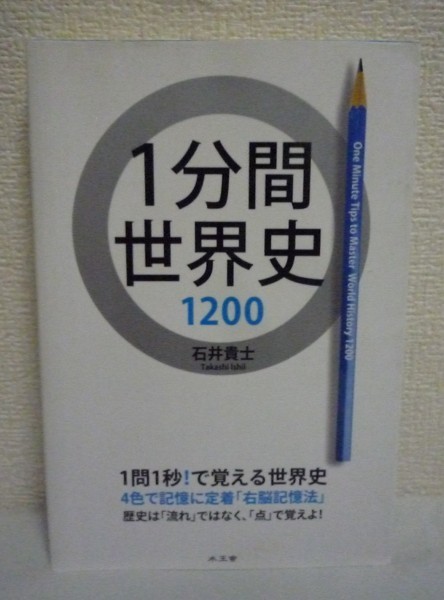 1分間
世界史
1200
石井貴士
Takashi Ishii
One Minute Tips to Master World History 1200
1問1秒!で覚える世界史
4色で記憶に定着「右脳記憶法」
歴史は「流れ」ではなく、「点」で覚えよ!
水王舎